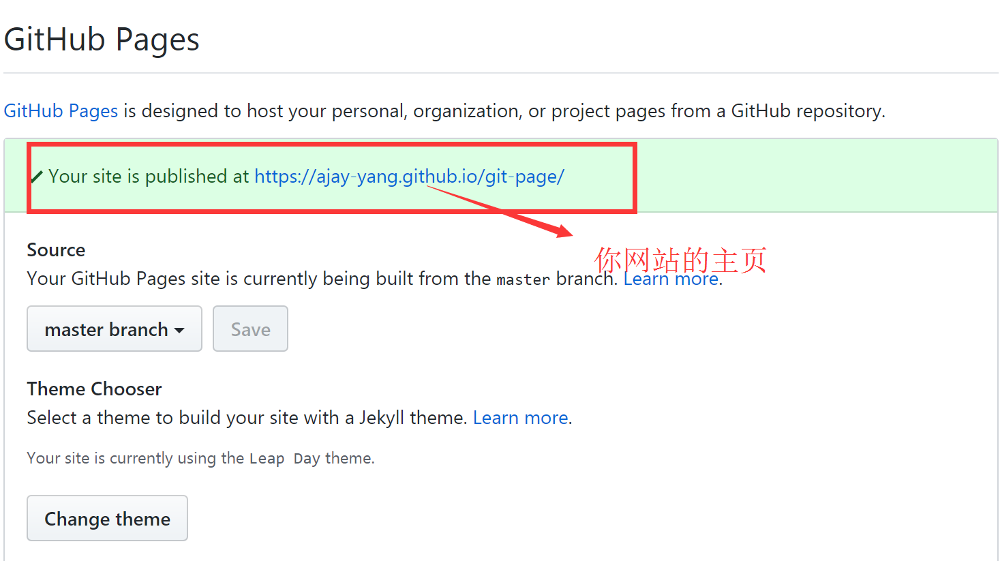 GitHub Pages
GitHub Pages is designed to host your personal, organization, or project pages from a GitHub repository.
Your site is published at https://ajay-yang.github.io/git-page/
你网站的主页
Source
Your GitHub Pages site is currently being built from the master branch. Learn more.
master branch
Save
Theme Chooser
Select a theme to build your site with a Jekyll theme. Learn more.
Your site is currently using the Leap Day theme.
Change theme